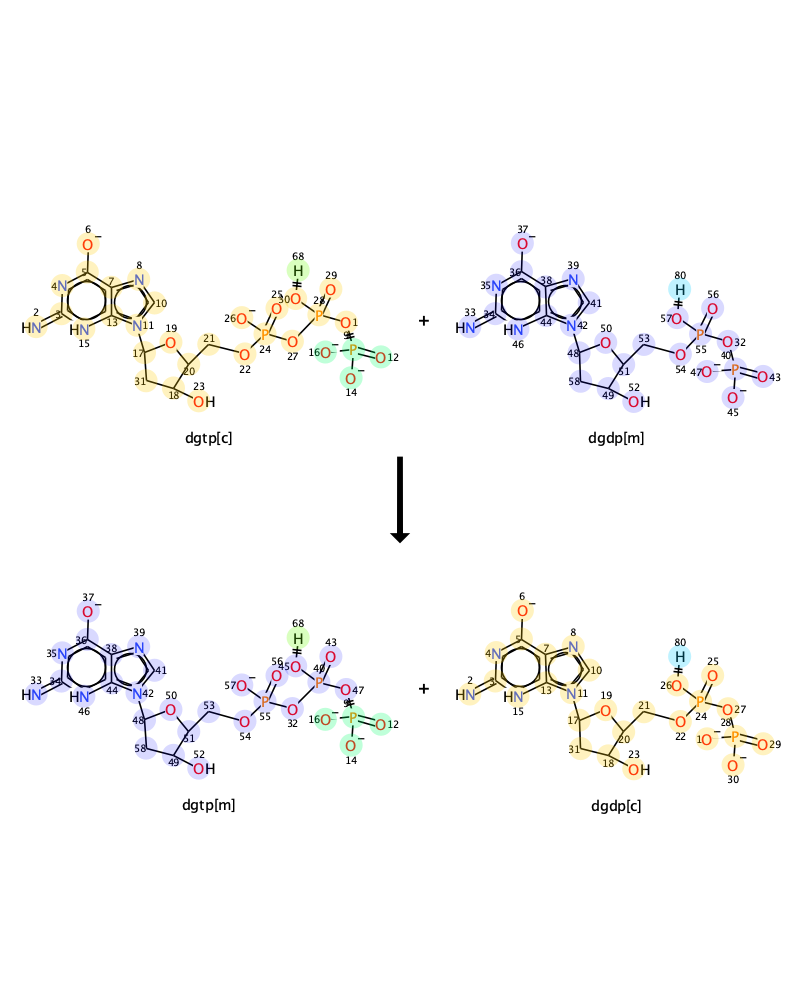 6 37
O− O−
68 80
8 H 29 39 H 56
4 N 5 7 N 25 O 30 O 28 O 35 N 36 38 N 57 O O
2 3 10 26 O− P O 1 33 34 41 P O 32
HN HN 13 N 11 19 21 O P 24 O 9 + HN HN 44 N 42 50 53 55 40
15 17 O 20 O 27 16 O− P O 12 46 48 O 51 O 54 47 O− P O 43
31 18 23 22 O− 58 49 52 O−
OH 14 OH 45
dgtp[c] dgdp[m]
37 6
O− O−
68 80
39 H 43 8 H 25
35 N 36 38 N 56 O 45 O 46 O 4 N 5 7 N 26 O O
33 34 41 57 O− P O 47 2 3 10 P O 27
HN HN 44 N 42 50 53 O P 55 O 9 + HN HN 13 N 11 19 21 24 28
46 48 O 51 O 32 16 O− P O 12 15 17 O 20 O 22 1 O− P O 29
58 49 52 54 O− 31 18 23 O−
OH 14 OH 30
dgtp[m] dgdp[c]